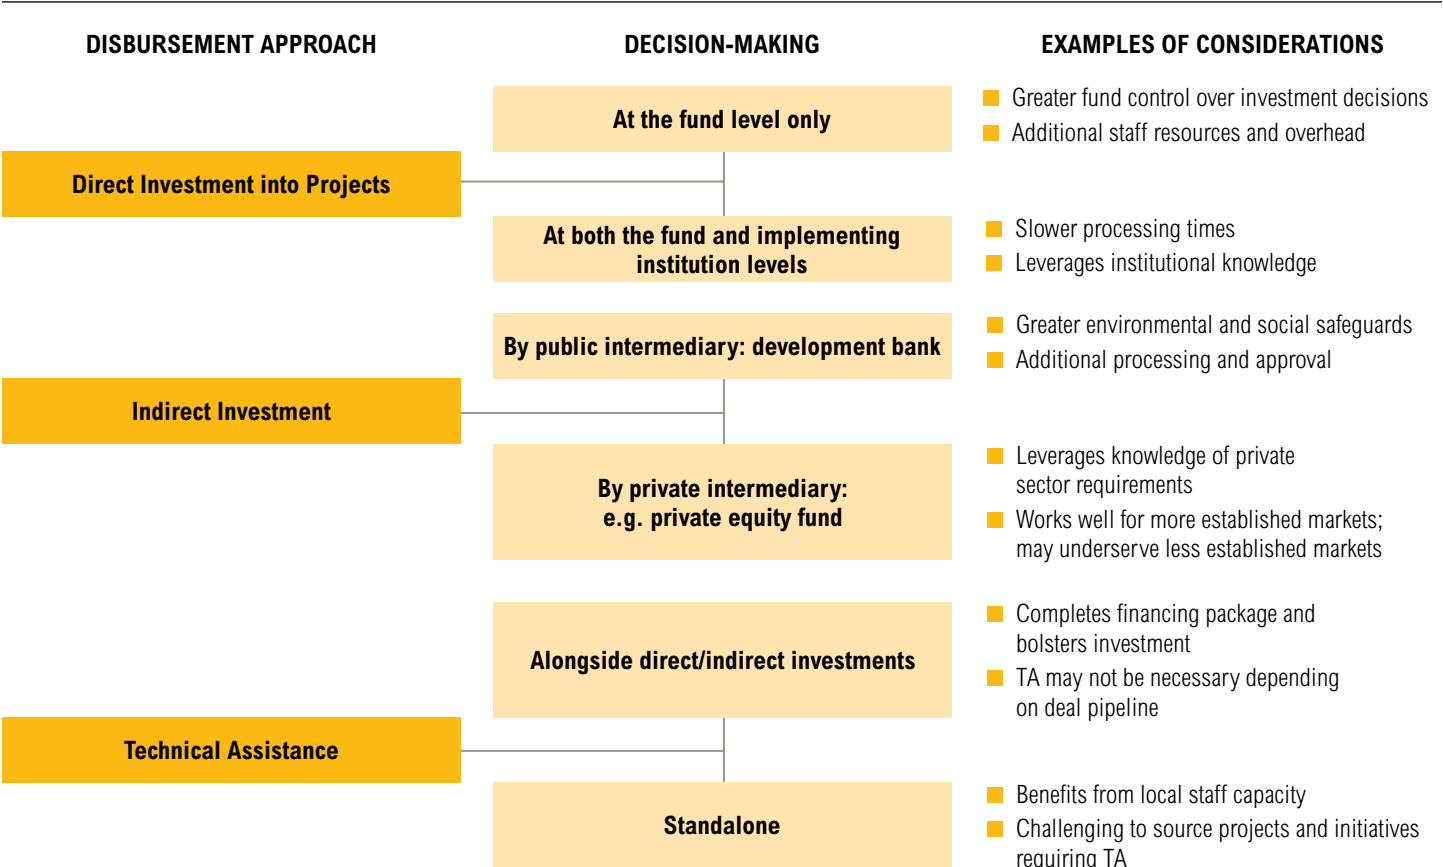 DISBURSEMENT APPROACH
DECISION-MAKING
EXAMPLES OF CONSIDERATIONS
Direct Investment into Projects
At the fund level only
Greater fund control over investment decisions
Additional staff resources and overhead
At both the fund and implementing
institution levels
Slower processing times
Leverages institutional knowledge
Indirect Investment
By public intermediary: development bank
Greater environmental and social safeguards
Additional processing and approval
By private intermediary:
e.g. private equity fund
Leverages knowledge of private
sector requirements
Works well for more established markets;
may underserve less established markets
Technical Assistance
Alongside direct/indirect investments
Completes financing package and
bolsters investment
TA may not be necessary depending
on deal pipeline
Standalone
Benefits from local staff capacity
Challenging to source projects and initiatives
requiring TA